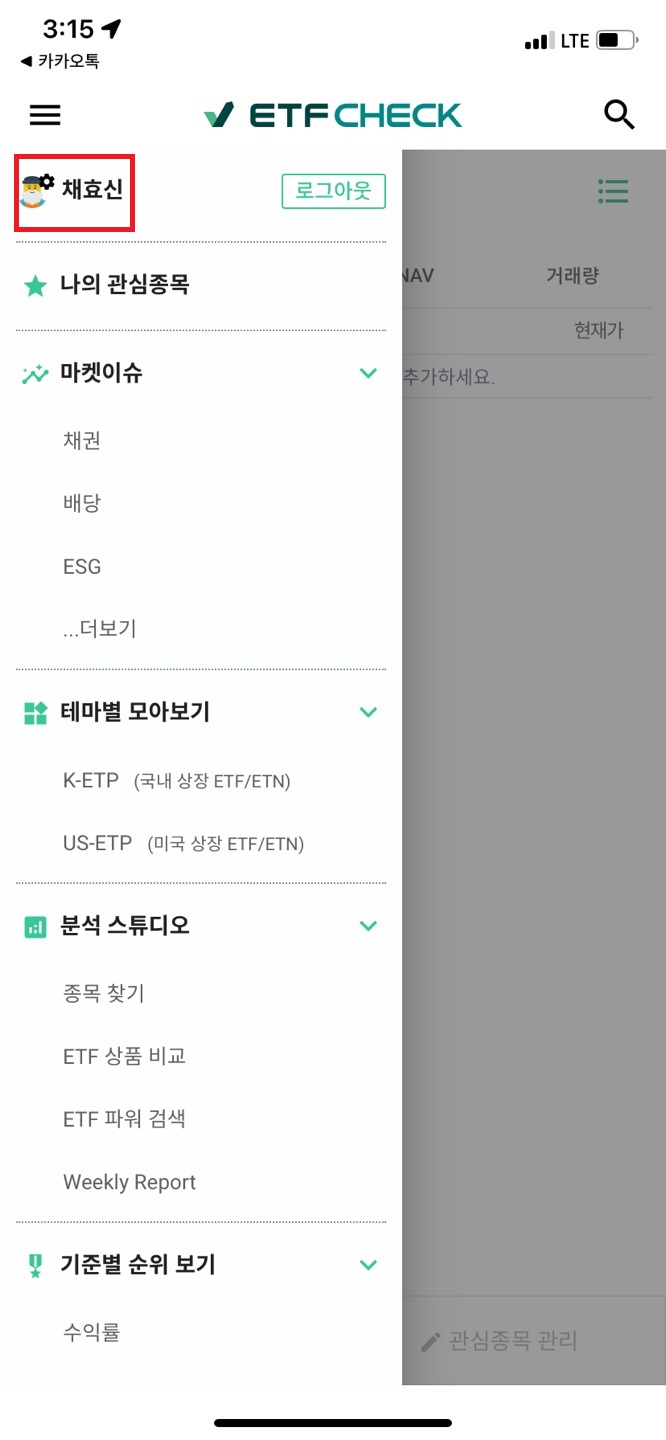 3:15
LTE
◀ 카카오톡
ETF CHECK
채효신
로그아웃
나의 관심종목
NAV
거래량
현재가
추가하세요.
마켓이슈
채권
배당
ESG
...더보기
테마별 모아보기
K-ETP (국내 상장 ETF/ETN)
US-ETP (미국 상장 ETF/ETN)
분석 스튜디오
종목 찾기
ETF 상품 비교
ETF 파워 검색
Weekly Report
기준별 순위 보기
수익률
관심종목 관리